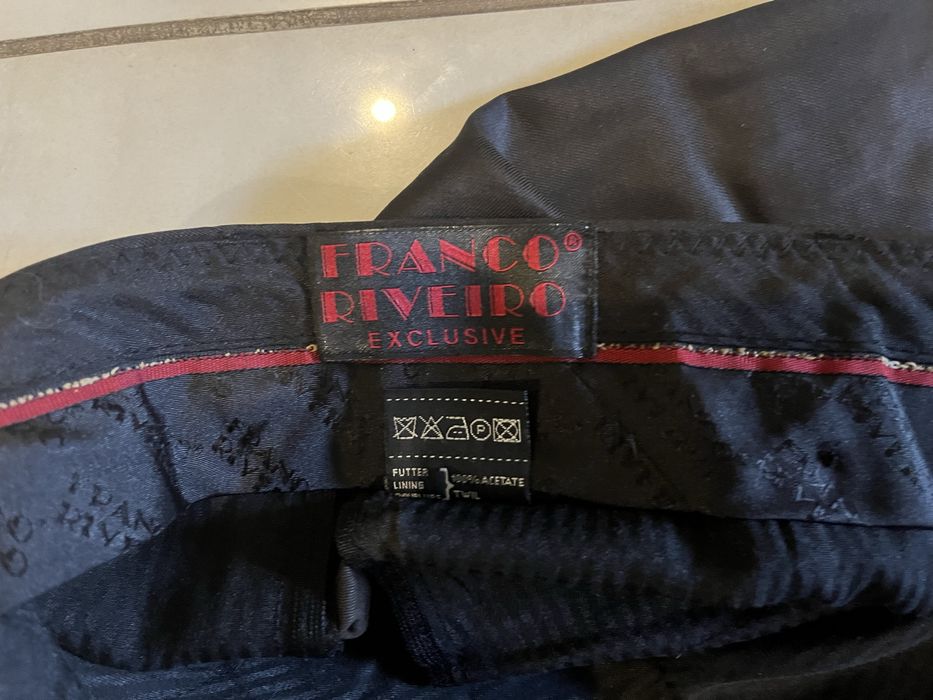 FRANCO®
RIVEIRO
EXCLUSIVE
P
FUTTER
LINING } 100% ACETATE
TWIL